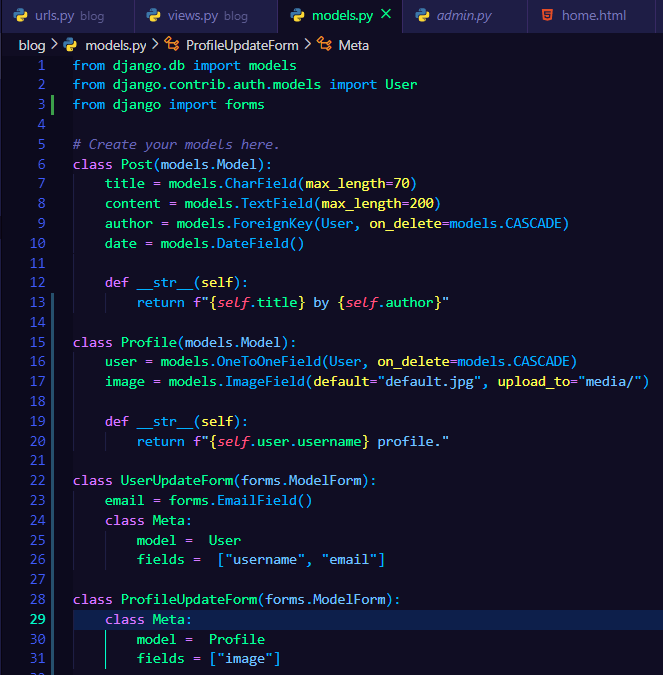 urls.py blog views.py blog models.py × admin.py home.html
blog > models.py > ProfileUpdateForm > Meta
1 from django.db import models
2 from django.contrib.auth.models import User
3 from django import forms
4
5 # Create your models here.
6 class Post(models.Model):
7     title = models.CharField(max_length=70)
8     content = models.TextField(max_length=200)
9     author = models.ForeignKey(User, on_delete=models.CASCADE)
10     date = models.DateField()
11
12     def __str__(self):
13         return f"{self.title} by {self.author}"
14
15 class Profile(models.Model):
16     user = models.OneToOneField(User, on_delete=models.CASCADE)
17     image = models.ImageField(default="default.jpg", upload_to="media/")
18
19     def __str__(self):
20         return f"{self.user.username} profile."
21
22 class UserUpdateForm(forms.ModelForm):
23     email = forms.EmailField()
24     class Meta:
25         model =  User
26         fields =  ["username", "email"]
27
28 class ProfileUpdateForm(forms.ModelForm):
29     class Meta:
30         model =  Profile
31         fields = ["image"]